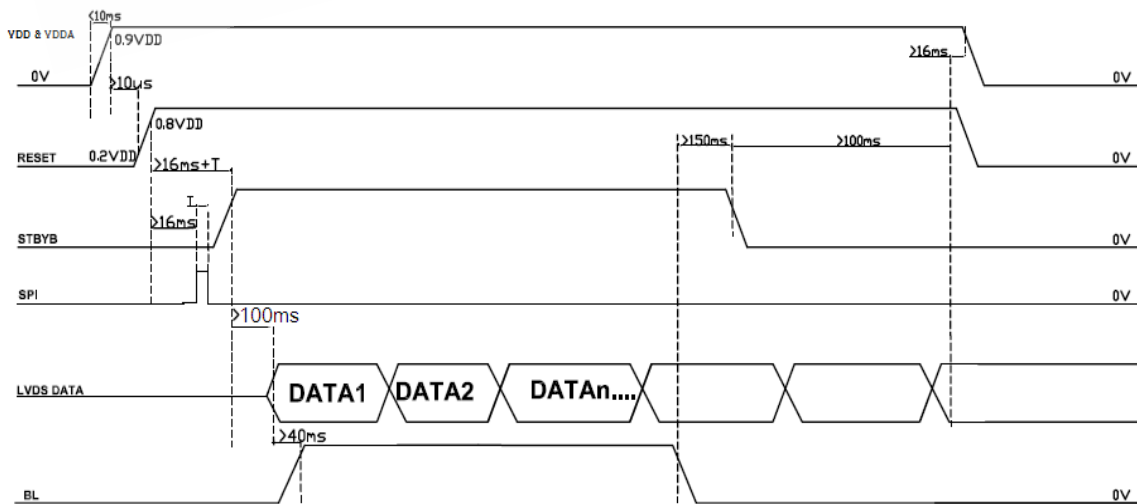 <10ms
VDD & VDDA
0.9VDD
>16ms
0V
0V
>10µs
0.8VDD
RESET
0.2VDD
>150ms
>100ms
>16ms+T
0V
T
>16ms
STBYB
0V
SPI
0V
>100ms
LVDS DATA
DATA1
DATA2
DATAn....
>40ms
BL
0V